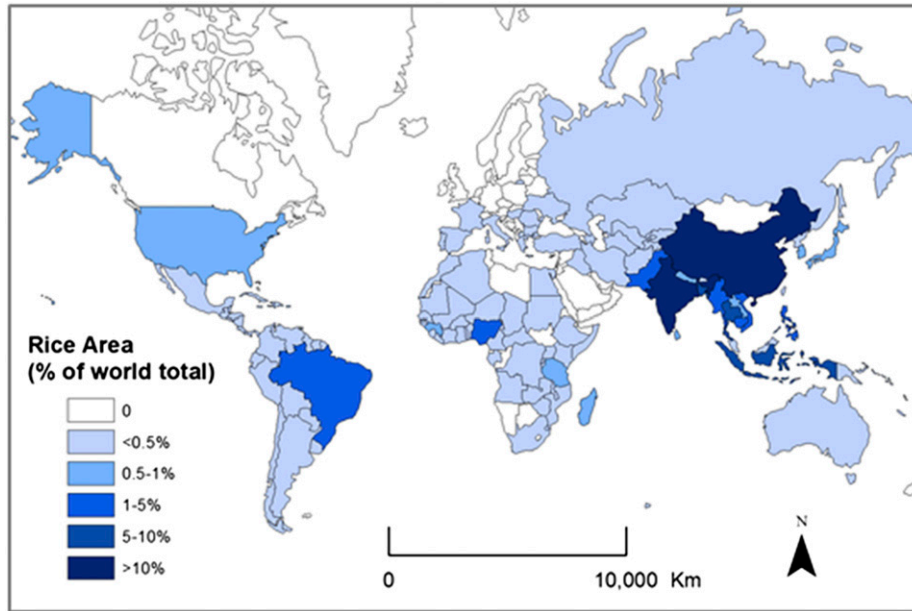 Rice Area
(% of world total)
0
<0.5%
0.5-1%
1-5%
5-10%
>10%
0 10,000 Km
N